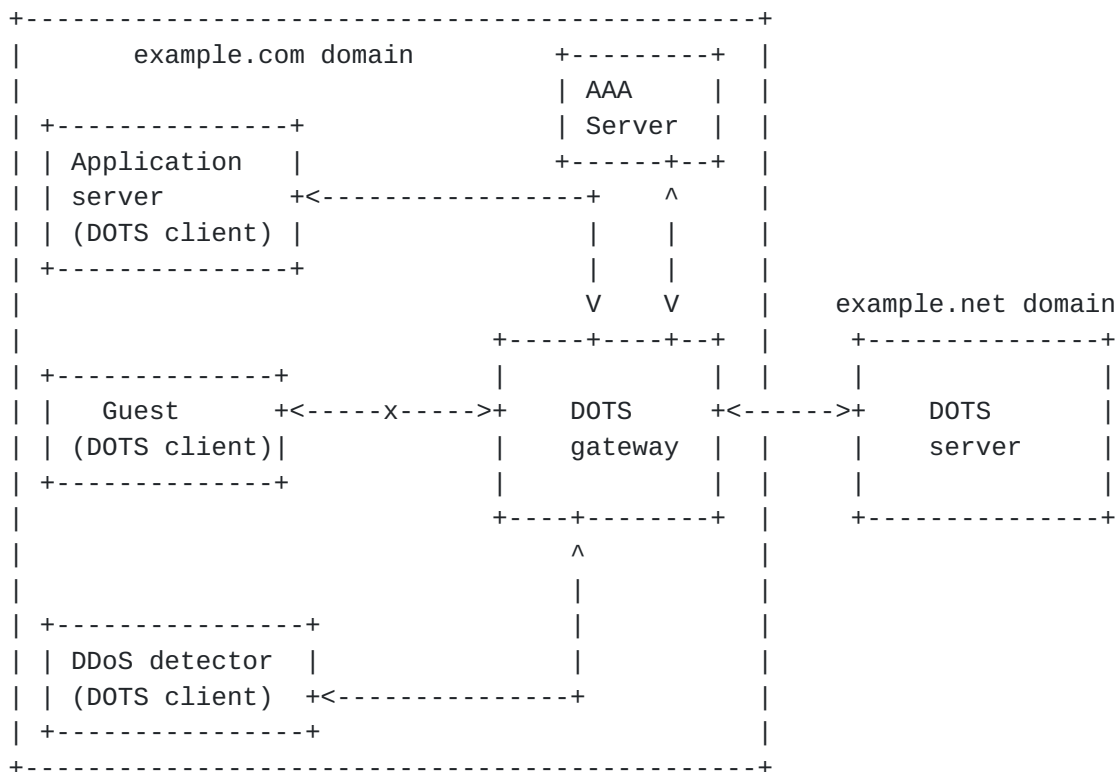 example.com domain
AAA
Server
Application
server
(DOTS client)
example.net domain
Guest
(DOTS client)
x
DOTS
gateway
DOTS
server
DDoS detector
(DOTS client)